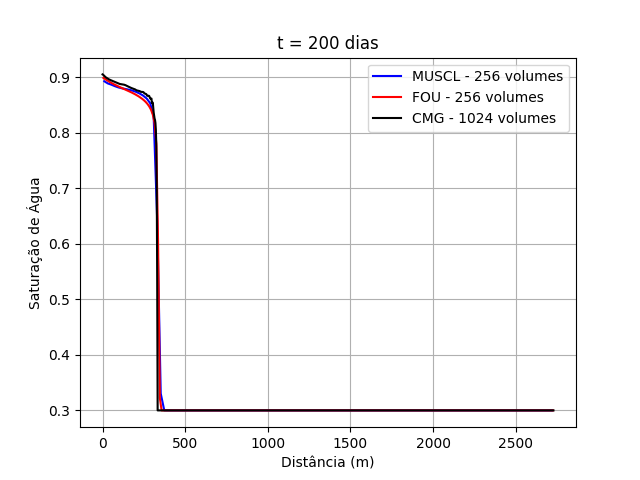 t = 200 dias
MUSCL - 256 volumes
FOU - 256 volumes
CMG - 1024 volumes
Saturação de Água
0.9
0.8
0.7
0.6
0.5
0.4
0.3
0 500 1000 1500 2000 2500
Distância (m)